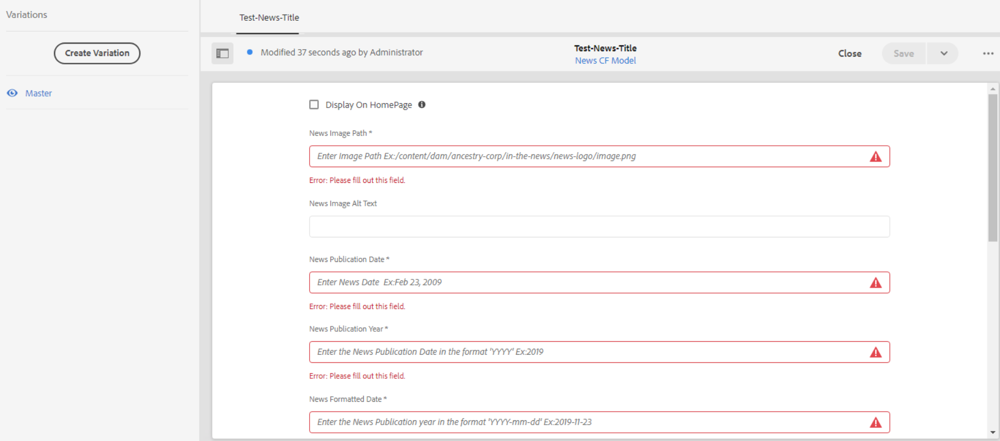 Variations
Create Variation
Master
Test-News-Title
Modified 37 seconds ago by Administrator
Test-News-Title
News CF Model
Close
Save
Display On HomePage
News Image Path *
Enter Image Path Ex:/content/dam/ancestry-corp/in-the-news/news-logo/image.png
Error: Please fill out this field.
News Image Alt Text
News Publication Date *
Enter News Date  Ex:Feb 23, 2009
Error: Please fill out this field.
News Publication Year *
Enter the News Publication Date in the format 'YYYY' Ex:2019
Error: Please fill out this field.
News Formatted Date *
Enter the News Publication year in the format 'YYYY-mm-dd' Ex:2019-11-23